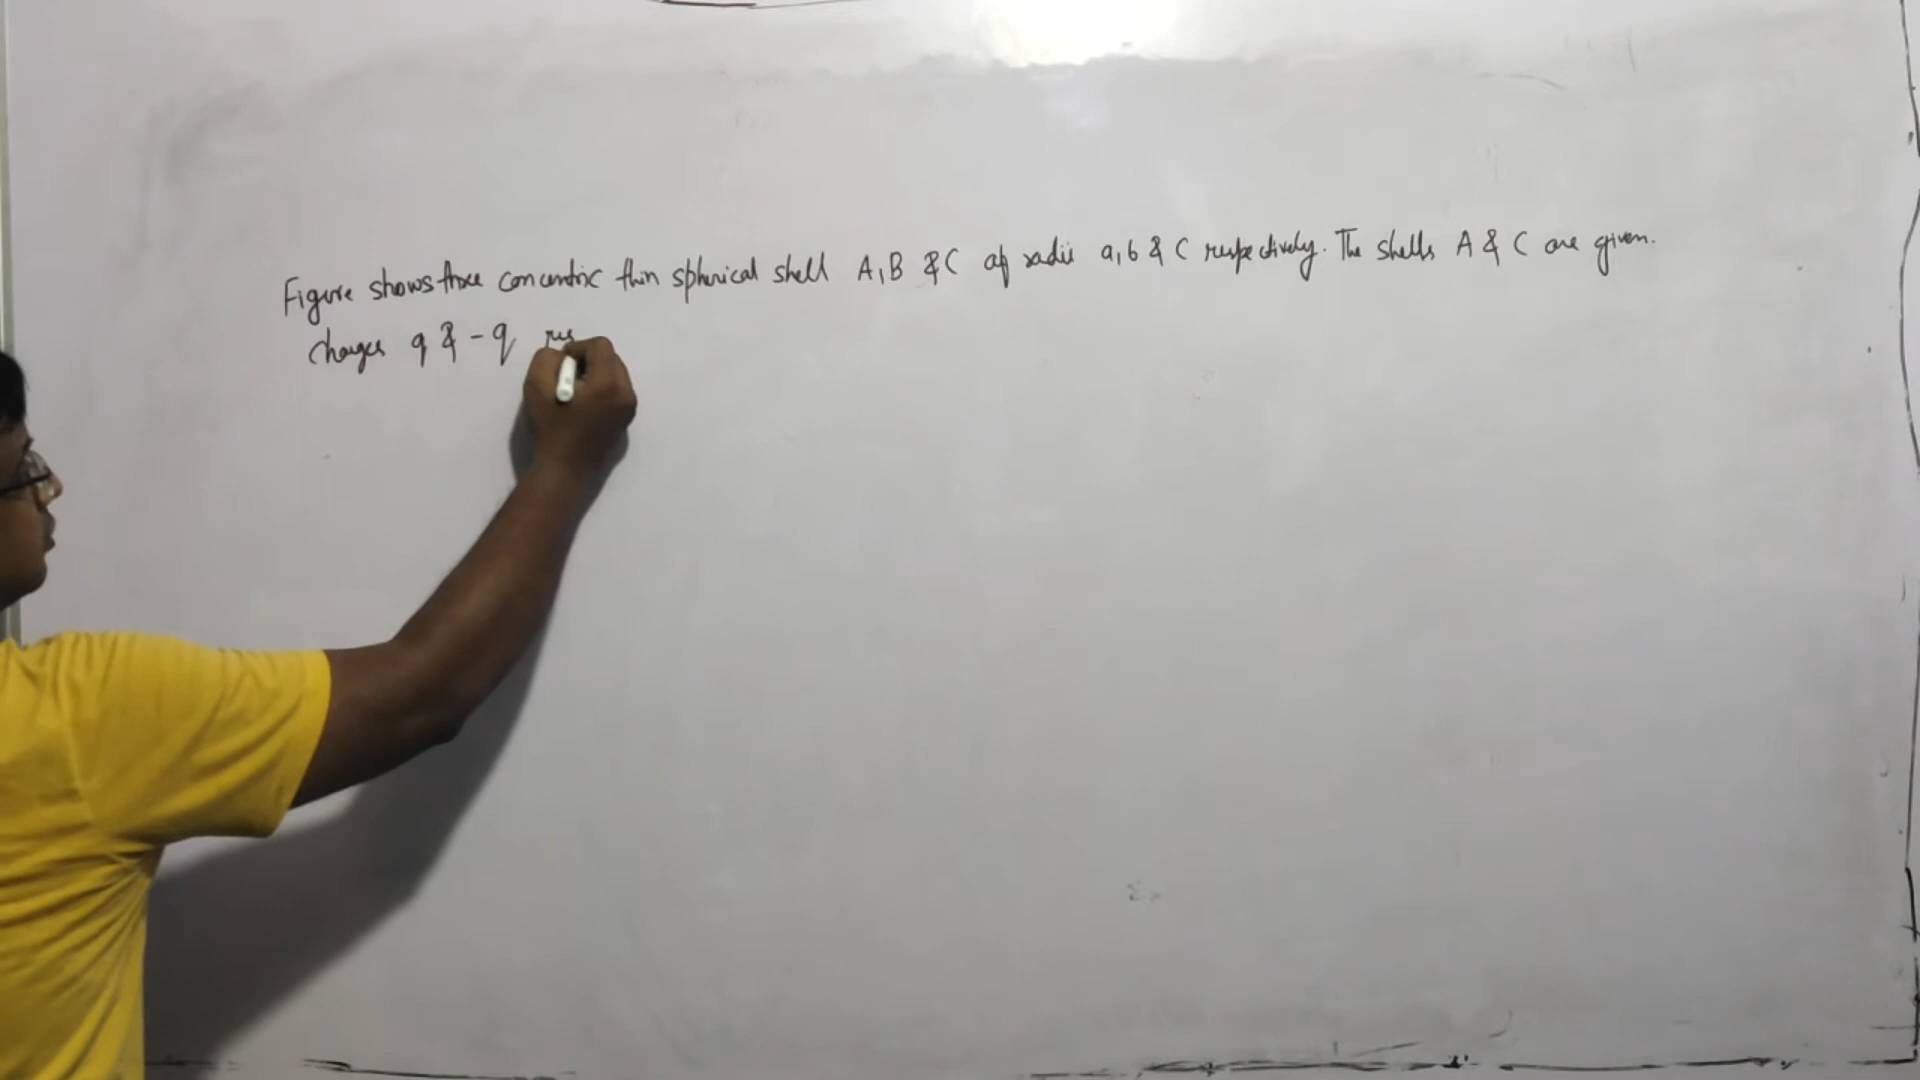 Figure shows three concentric thin spherical shell A, B & C of radii a, b & C respectively. The shells A & C are given.
charges q & -q res